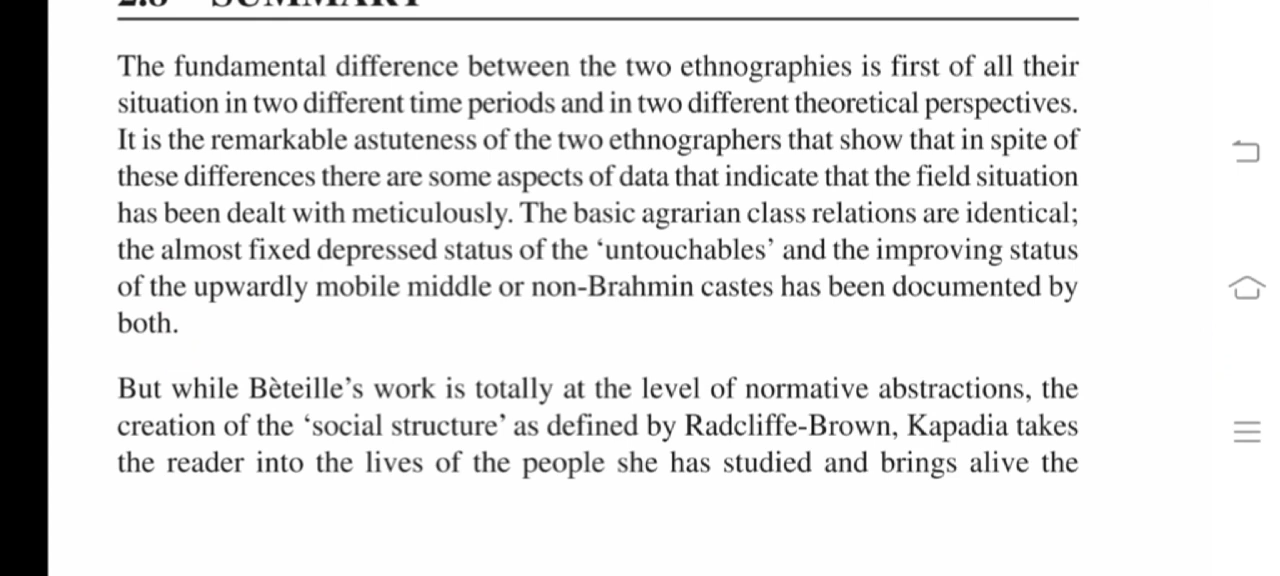 The fundamental difference between the two ethnographies is first of all their
situation in two different time periods and in two different theoretical perspectives.
It is the remarkable astuteness of the two ethnographers that show that in spite of
these differences there are some aspects of data that indicate that the field situation
has been dealt with meticulously. The basic agrarian class relations are identical;
the almost fixed depressed status of the ‘untouchables’ and the improving status
of the upwardly mobile middle or non-Brahmin castes has been documented by
both.
But while Bèteille’s work is totally at the level of normative abstractions, the
creation of the ‘social structure’ as defined by Radcliffe-Brown, Kapadia takes
the reader into the lives of the people she has studied and brings alive the